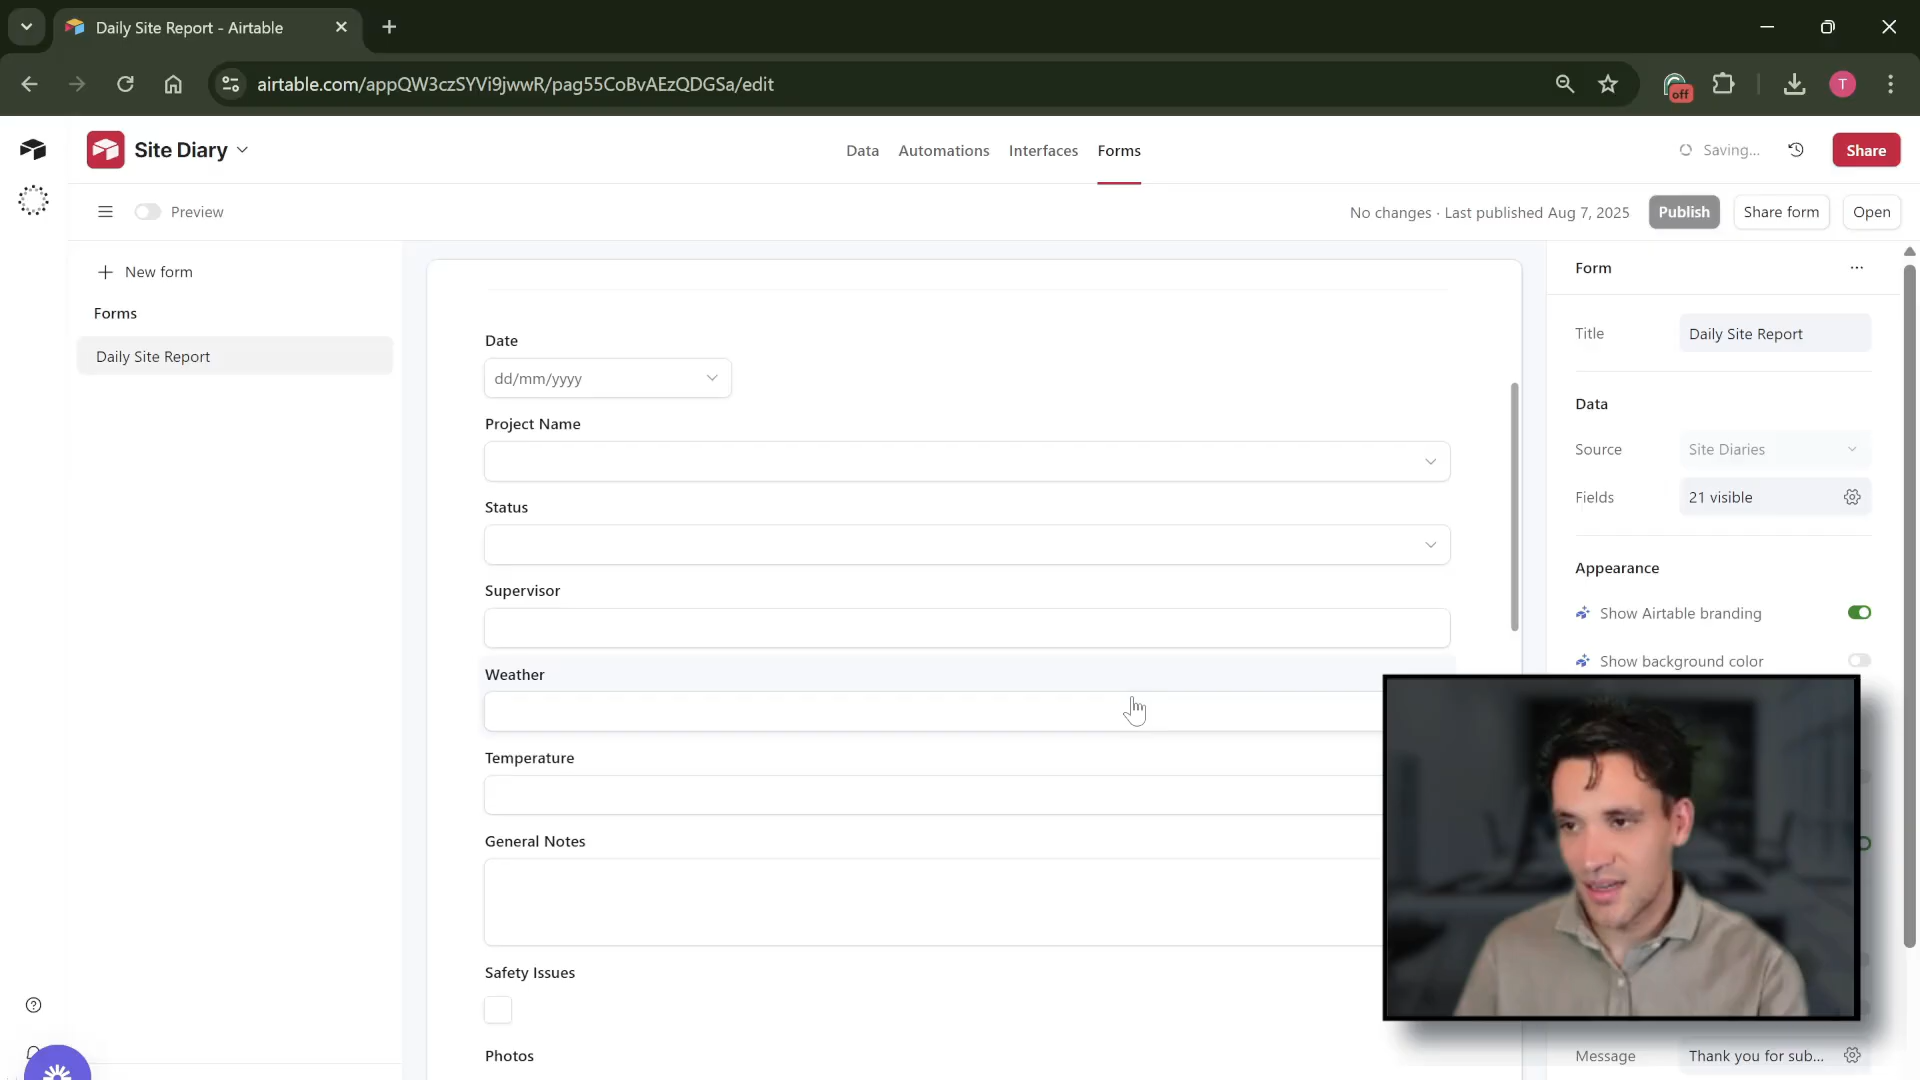 Daily Site Report - Airtable
airtable.com/appQW3czSYVi9jwwR/pag55CoBvAEzQDGSa/edit
off
T
Site Diary
Data
Automations
Interfaces
Forms
Saving...
Share
Preview
No changes · Last published Aug 7, 2025
Publish
Share form
Open
New form
Forms
Daily Site Report
Date
dd/mm/yyyy
Project Name
Status
Supervisor
Weather
Temperature
General Notes
Safety Issues
Photos
Form
Title
Daily Site Report
Data
Source
Site Diaries
Fields
21 visible
Appearance
Show Airtable branding
Show background color
Message
Thank you for sub...